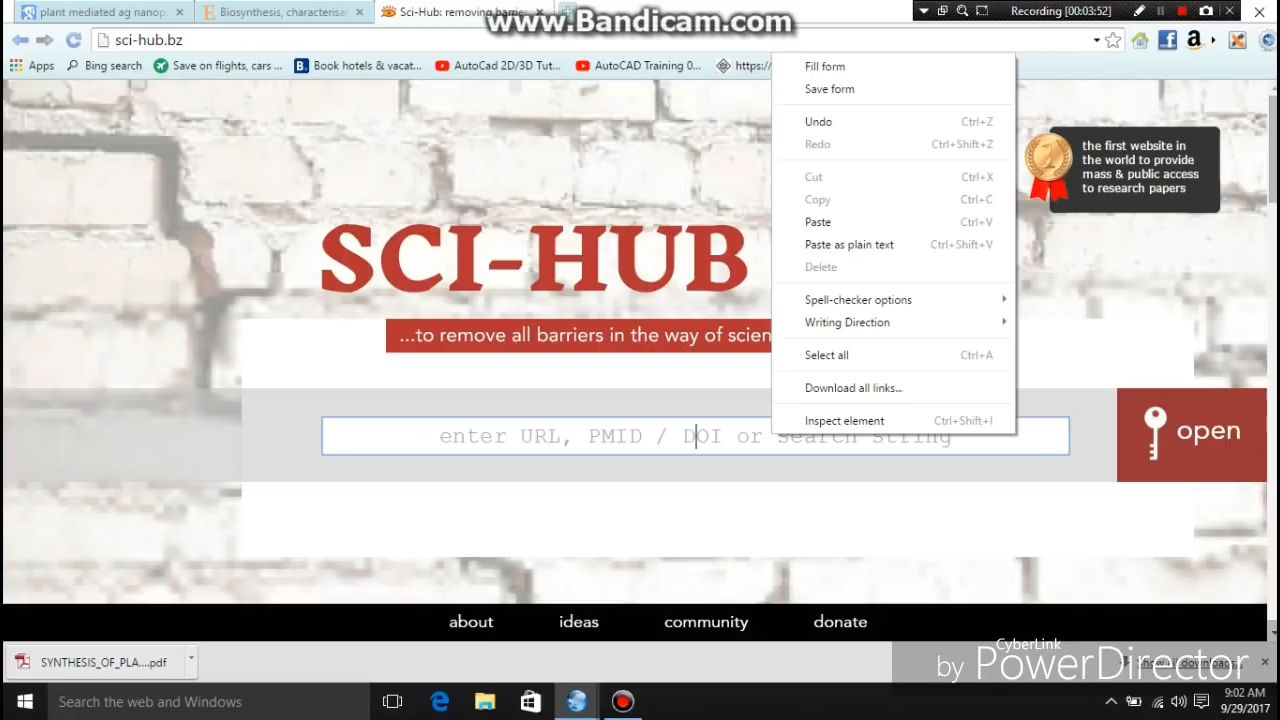 plant mediated ag nanop
Biosynthesis, characterisat
Sci-Hub: removing barrie
www.Bandicam.com
Recording [00:03:52]
sci-hub.bz
Apps
Bing search
Save on flights, cars ...
Book hotels & vacat...
AutoCad 2D/3D Tut...
AutoCAD Training 0...
https:/
Fill form
Save form
Undo Ctrl+Z
Redo Ctrl+Shift+Z
Cut Ctrl+X
Copy Ctrl+C
Paste Ctrl+V
Paste as plain text Ctrl+Shift+V
Delete
Spell-checker options
Writing Direction
Select all Ctrl+A
Download all links...
Inspect element Ctrl+Shift+I
the first website in
the world to provide
mass & public access
to research papers
SCI-HUB
...to remove all barriers in the way of scien
enter URL, PMID / DOI or search string
open
about
ideas
community
donate
SYNTHESIS_OF_PLA....pdf
CyberLink
by PowerDirector
Search the web and Windows
9:02 AM
9/29/2017